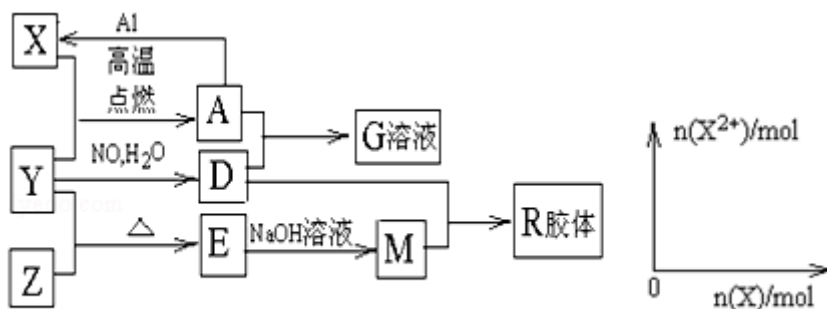 X
Al
高温
点燃
A
G溶液
n(X²⁺)/mol
Y
NO,H₂O
D
R胶体
△
E
NaOH溶液
M
Z
0
n(X)/mol